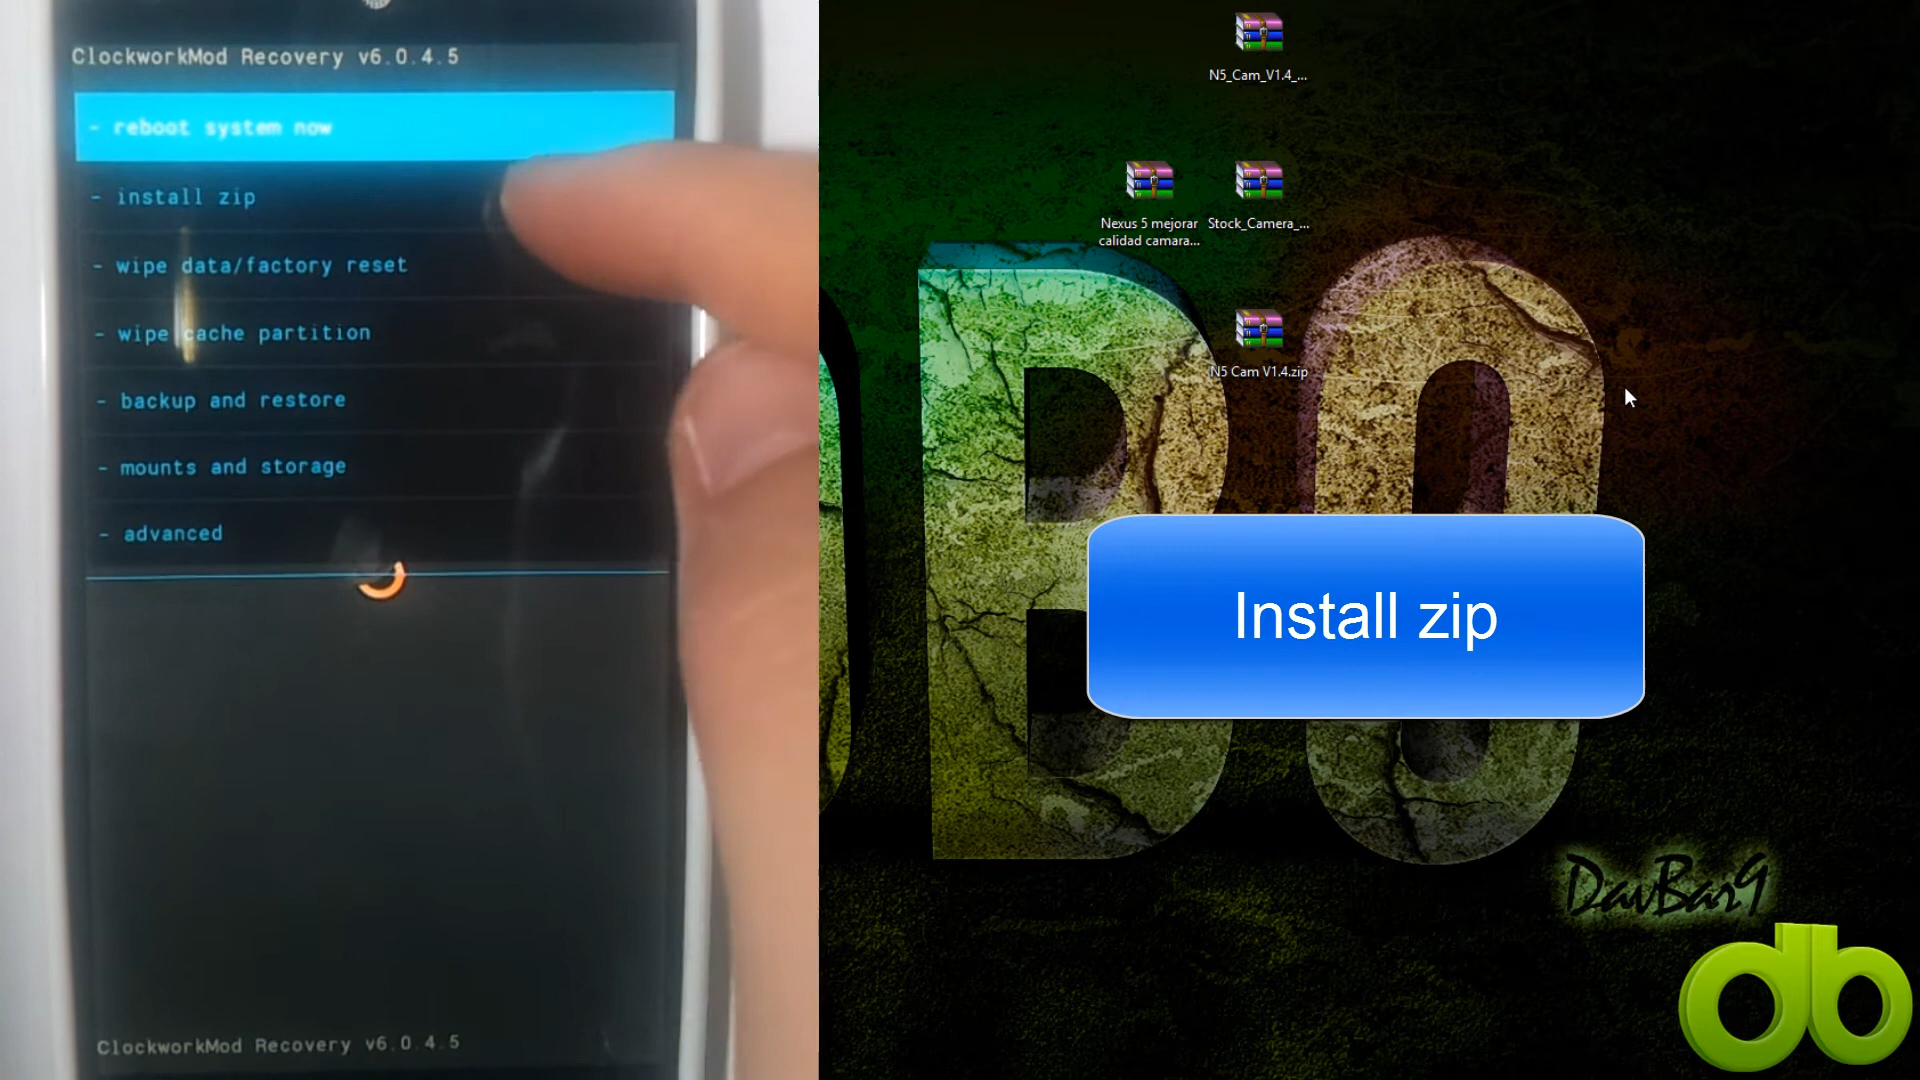 ClockworkMod Recovery v6.0.4.5
- reboot system now
- install zip
- wipe data/factory reset
- wipe cache partition
- backup and restore
- mounts and storage
- advanced
ClockworkMod Recovery v6.0.4.5
N5_Cam_V1.4_...
Nexus 5 mejorar
calidad camara...
Stock_Camera_...
N5 Cam V1.4.zip
B0
Install zip
DavBar9
db